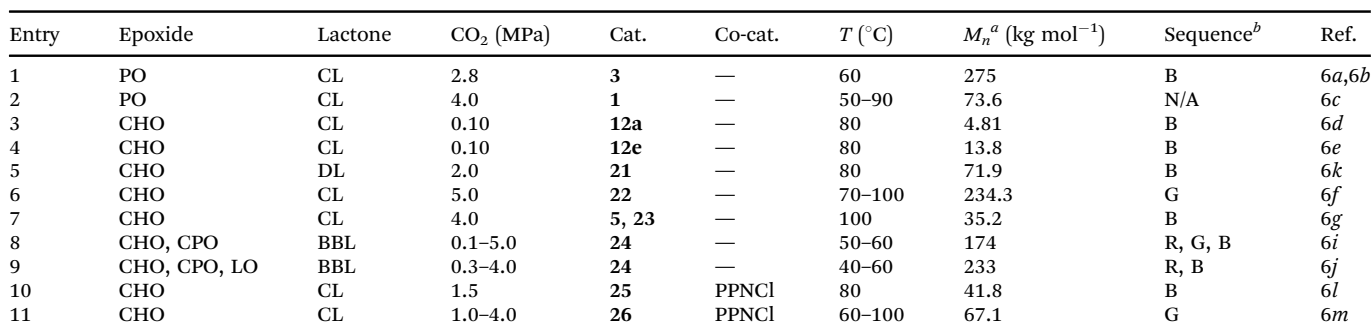 Entry Epoxide Lactone CO₂ (MPa) Cat. Co-cat. T (°C) Mₙᵃ (kg mol⁻¹) Sequenceᵇ Ref.
1 PO CL 2.8 3 — 60 275 B 6a,6b
2 PO CL 4.0 1 — 50–90 73.6 N/A 6c
3 CHO CL 0.10 12a — 80 4.81 B 6d
4 CHO CL 0.10 12e — 80 13.8 B 6e
5 CHO DL 2.0 21 — 80 71.9 B 6k
6 CHO CL 5.0 22 — 70–100 234.3 G 6f
7 CHO CL 4.0 5, 23 — 100 35.2 B 6g
8 CHO, CPO BBL 0.1–5.0 24 — 50–60 174 R, G, B 6i
9 CHO, CPO, LO BBL 0.3–4.0 24 — 40–60 233 R, B 6j
10 CHO CL 1.5 25 PPNCl 80 41.8 B 6l
11 CHO CL 1.0–4.0 26 PPNCl 60–100 67.1 G 6m